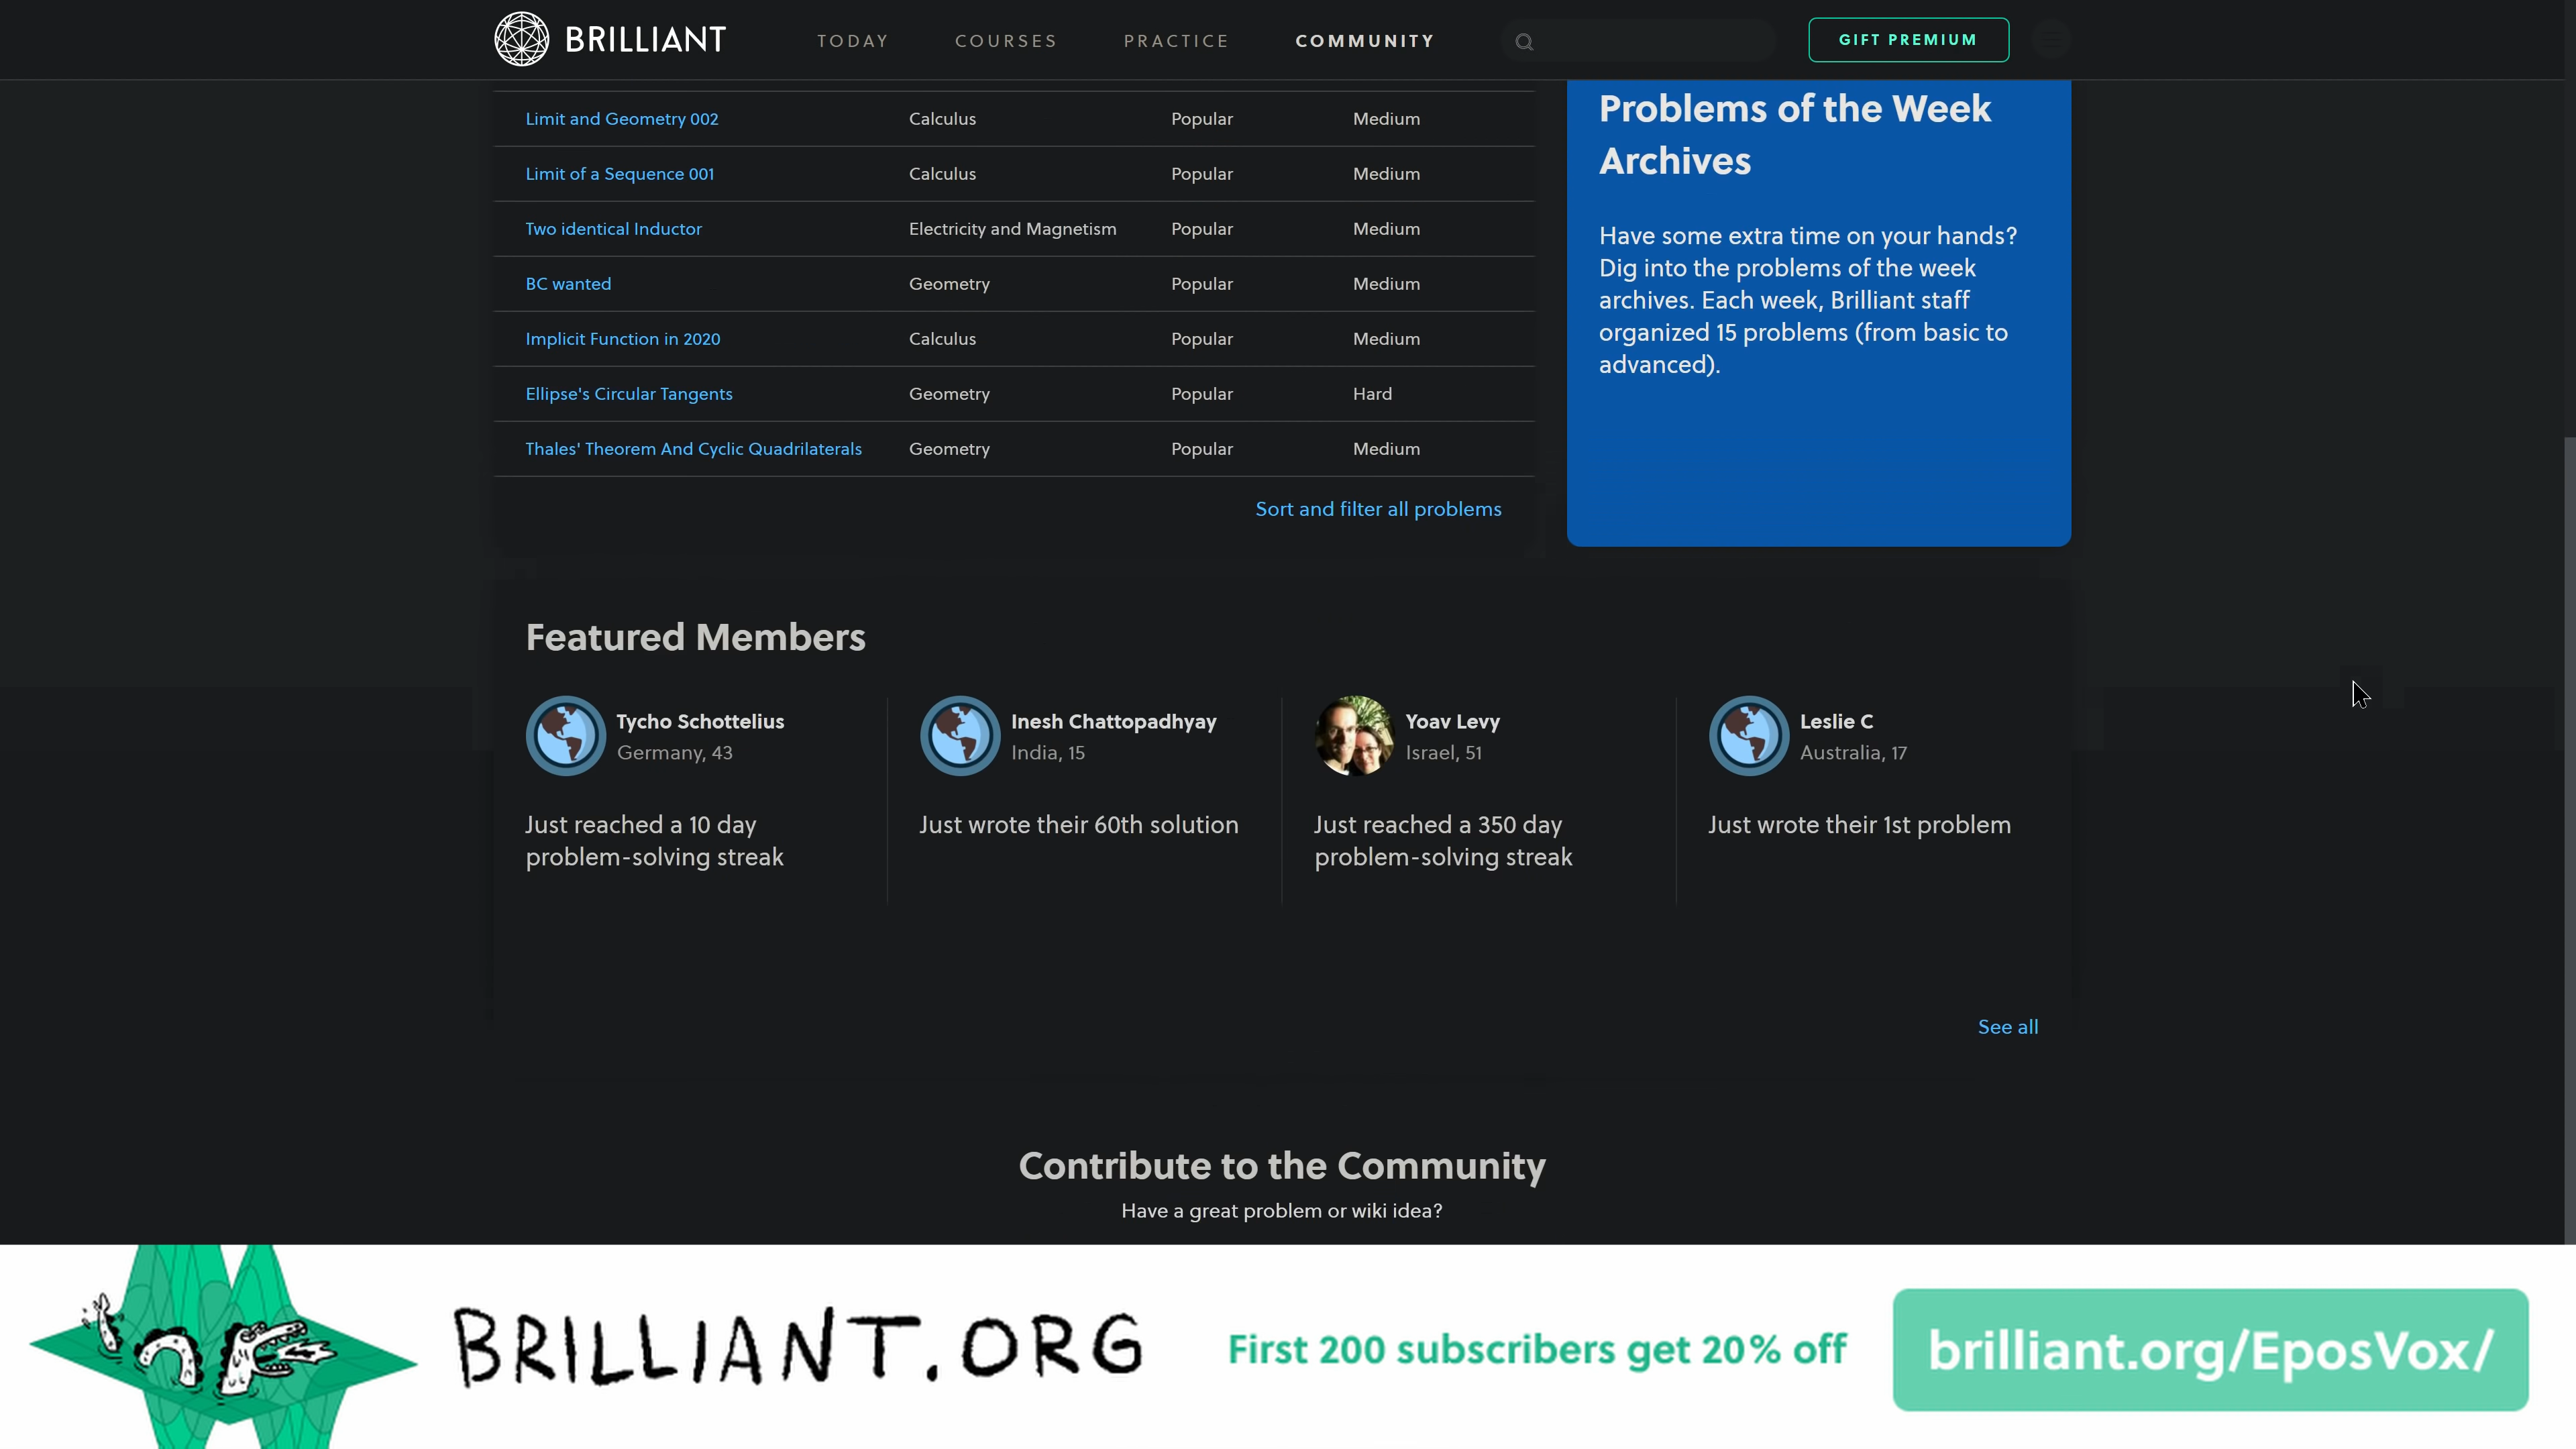 BRILLIANT
TODAY
COURSES
PRACTICE
COMMUNITY
GIFT PREMIUM
Limit and Geometry 002 Calculus Popular Medium
Limit of a Sequence 001 Calculus Popular Medium
Two identical Inductor Electricity and Magnetism Popular Medium
BC wanted Geometry Popular Medium
Implicit Function in 2020 Calculus Popular Medium
Ellipse's Circular Tangents Geometry Popular Hard
Thales' Theorem And Cyclic Quadrilaterals Geometry Popular Medium
Sort and filter all problems
Problems of the Week
Archives
Have some extra time on your hands?
Dig into the problems of the week
archives. Each week, Brilliant staff
organized 15 problems (from basic to
advanced).
Featured Members
Tycho Schottelius
Germany, 43
Just reached a 10 day
problem-solving streak
Inesh Chattopadhyay
India, 15
Just wrote their 60th solution
Yoav Levy
Israel, 51
Just reached a 350 day
problem-solving streak
Leslie C
Australia, 17
Just wrote their 1st problem
See all
Contribute to the Community
Have a great problem or wiki idea?
BRILLIANT.ORG
First 200 subscribers get 20% off
brilliant.org/EposVox/